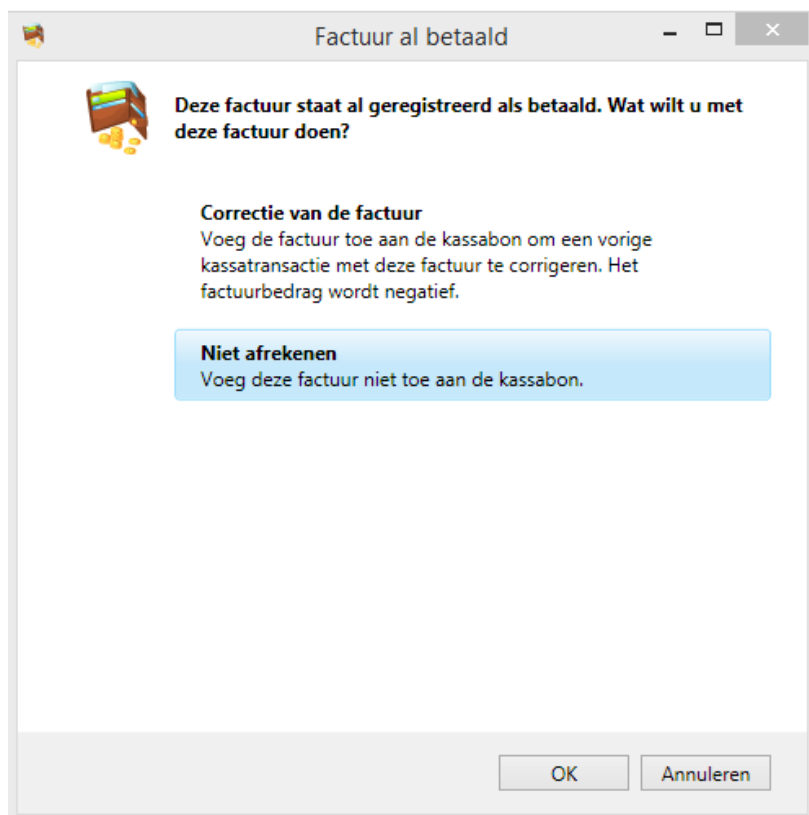 Factuur al betaald
Deze factuur staat al geregistreerd als betaald. Wat wilt u met
deze factuur doen?
Correctie van de factuur
Voeg de factuur toe aan de kassabon om een vorige
kassatransactie met deze factuur te corrigeren. Het
factuurbedrag wordt negatief.
Niet afrekenen
Voeg deze factuur niet toe aan de kassabon.
OK
Annuleren